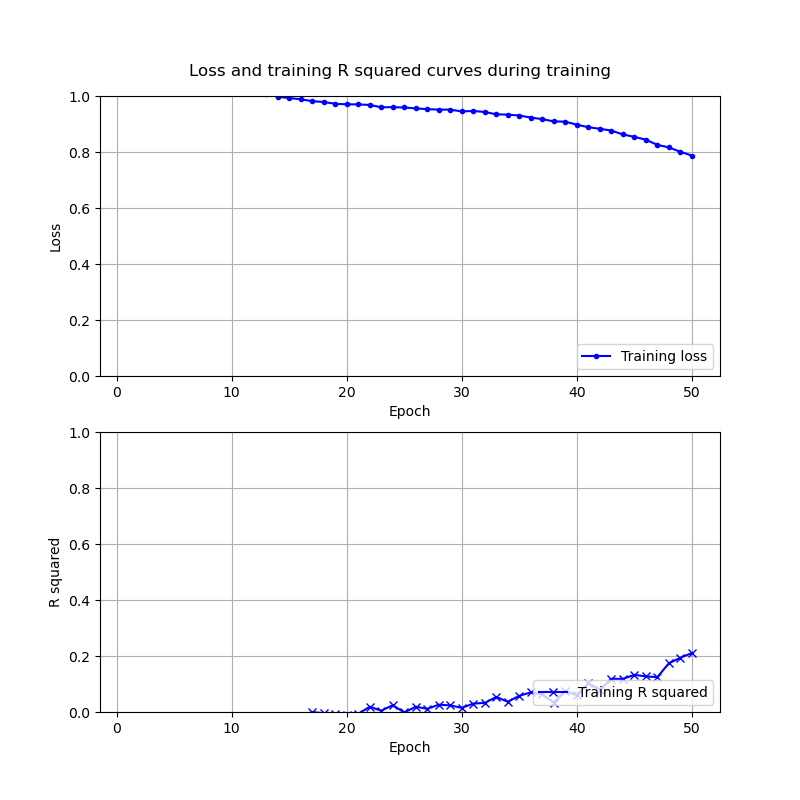 Loss and training R squared curves during training
1.0
0.8
0.6
0.4
0.2
0.0
Loss
Training loss
0 10 20 30 40 50
Epoch
1.0
0.8
0.6
0.4
0.2
0.0
R squared
Training R squared
0 10 20 30 40 50
Epoch